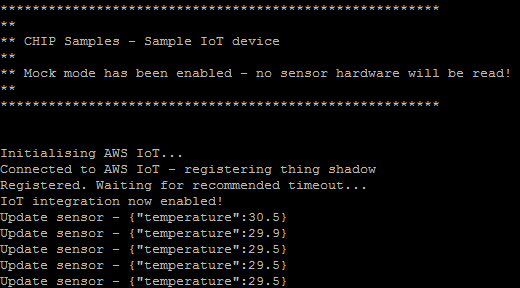 *****************************************************
**
** CHIP Samples - Sample IoT device
**
** Mock mode has been enabled - no sensor hardware will be read!
**
*****************************************************
Initialising AWS IoT...
Connected to AWS IoT - registering thing shadow
Registered. Waiting for recommended timeout...
IoT integration now enabled!
Update sensor - {"temperature":30.5}
Update sensor - {"temperature":29.9}
Update sensor - {"temperature":29.5}
Update sensor - {"temperature":29.5}
Update sensor - {"temperature":29.5}